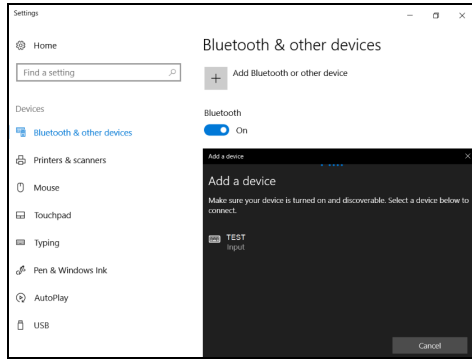 Settings
Home
Find a setting
Devices
Bluetooth & other devices
Printers & scanners
Mouse
Touchpad
Typing
Pen & Windows Ink
AutoPlay
USB
Bluetooth & other devices
Add Bluetooth or other device
Bluetooth
On
Add a device
Add a device
Make sure your device is turned on and discoverable. Select a device below to
connect.
TEST
Input
Cancel